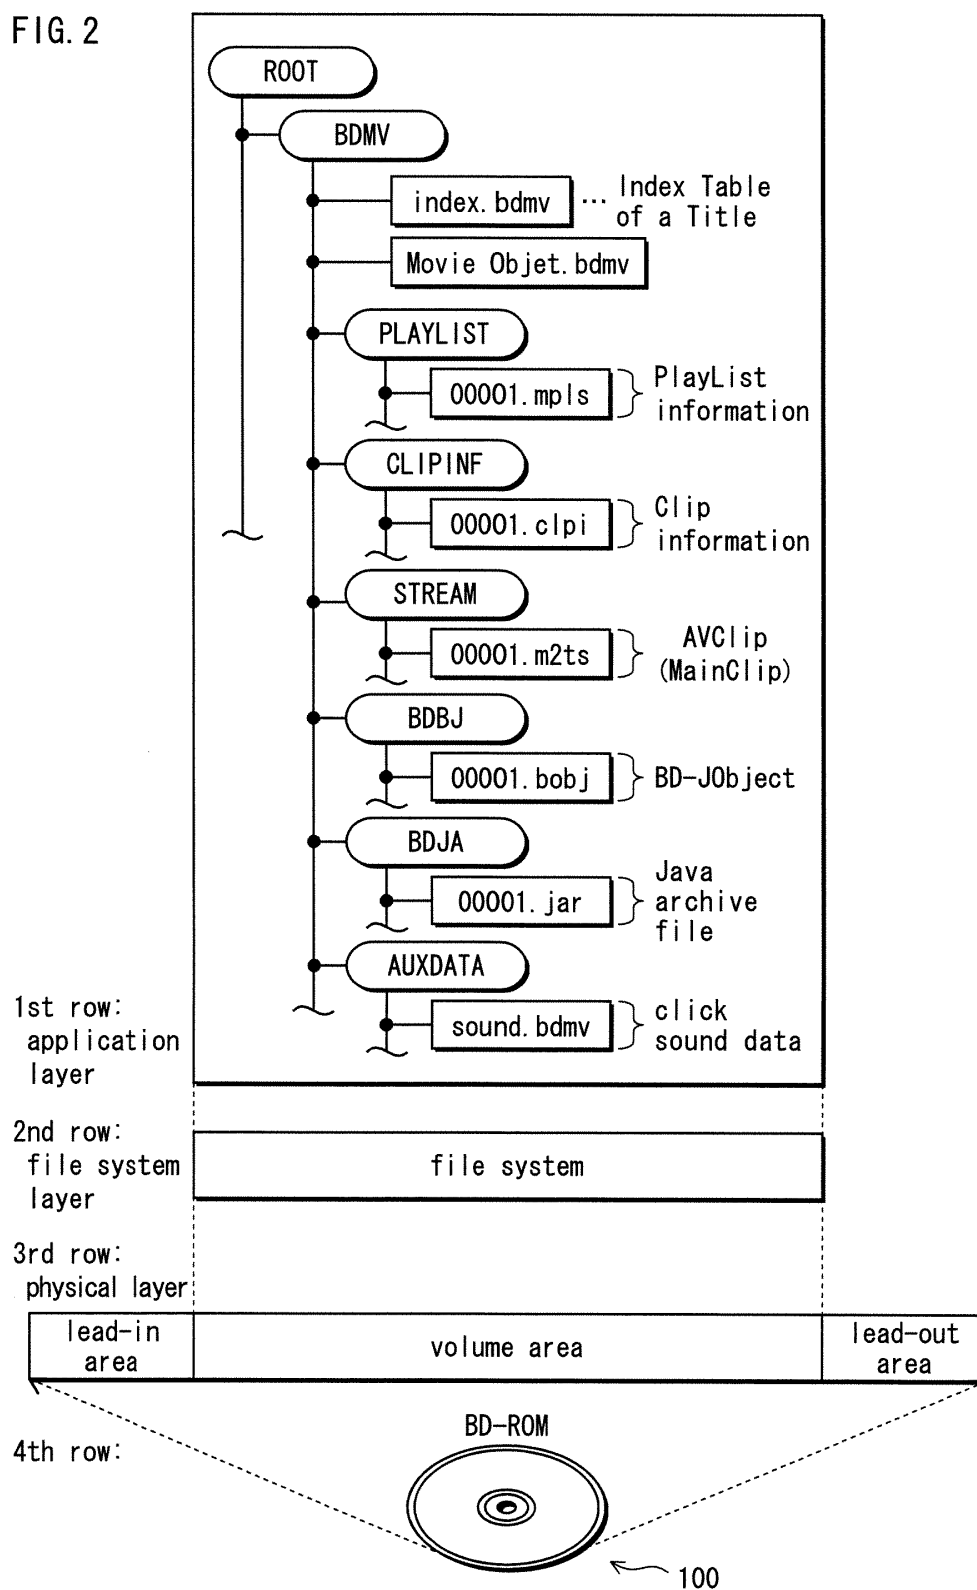 FIG. 2
ROOT
BDMV
index.bdmv ... Index Table
of a Title
Movie Objet.bdmv
PLAYLIST
00001.mpls
PlayList
information
CLIPINF
00001.clpi
Clip
information
STREAM
00001.m2ts
AVClip
(MainClip)
BDBJ
00001.bobj
BD-JObject
BDJA
00001.jar
Java
archive
file
AUXDATA
sound.bdmv
click
sound data
1st row:
application
layer
2nd row:
file system
layer
file system
3rd row:
physical layer
lead-in
area
volume area
lead-out
area
BD-ROM
4th row:
100